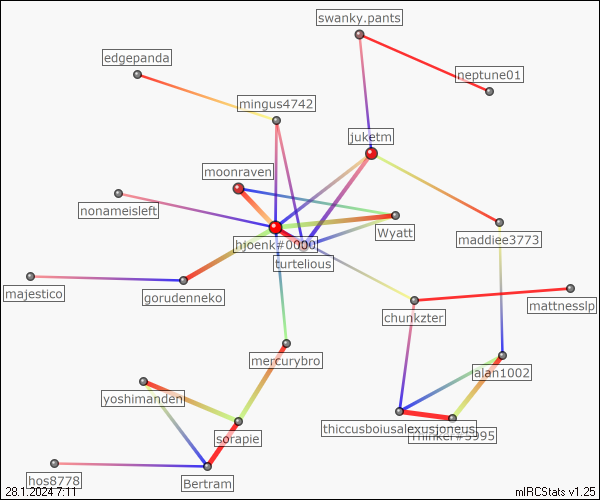 swanky.pants
edgepanda
neptune01
mingus4742
juketm
moonraven
nonameisleft
Wyatt
maddiee3773
hjoenk#0000
turtelious
majestico
gorudenneko
mattnesslp
chunkzter
mercurybro
alan1002
yoshimanden
thiccusboiusalexusjoneus
Thinker#5995
sorapie
hos8778
Bertram
28.1.2024 7:11
mIRCStats v1.25